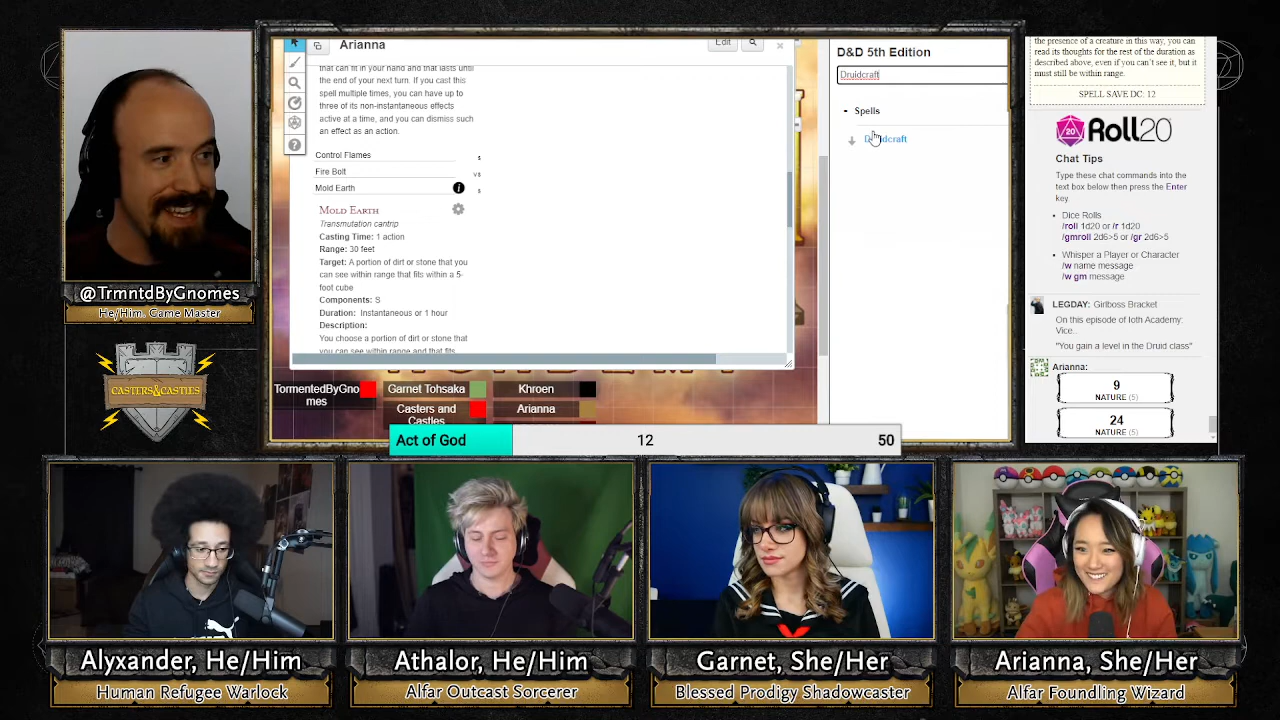 @TrmntdByGnomes
He/Him. Game Master
CASTERS&CASTLES
Arianna
Edit
that can fit in your hand and that lasts until
the end of your next turn. If you cast this
spell multiple times, you can have up to
three of its non-instantaneous effects
active at a time, and you can dismiss such
an effect as an action.
Control Flames
S
Fire Bolt
V S
Mold Earth
S
MOLD EARTH
Transmutation cantrip
Casting Time: 1 action
Range: 30 feet
Target: A portion of dirt or stone that you
can see within range that fits within a 5-
foot cube
Components: S
Duration: Instantaneous or 1 hour
Description:
You choose a portion of dirt or stone that
you can see within range and that fits
D&D 5th Edition
Druidcraft
Spells
Druidcraft
the presence of a creature in this way, you can
read its thoughts for the rest of the duration as
described above, even if you can't see it, but it
must still be within range.
SPELL SAVE DC: 12
20
Roll20
Chat Tips
Type these chat commands into the
text box below then press the Enter
key.
Dice Rolls
/roll 1d20 or /r 1d20
/gmroll 2d6>5 or /gr 2d6>5
Whisper a Player or Character
/w name message
/w gm message
LEGDAY: Girlboss Bracket
On this episode of Ioth Academy:
Vice..
"You gain a level in the Druid class"
Arianna:
9
NATURE (5)
24
NATURE (5)
TormentedByGno
mes
Garnet Tohsaka
Khroen
Casters and
Castles
Arianna
Act of God
12
50
Alyxander, He/Him
Human Refugee Warlock
Athalor, He/Him
Alfar Outcast Sorcerer
Garnet, She/Her
Blessed Prodigy Shadowcaster
Arianna, She/Her
Alfar Foundling Wizard